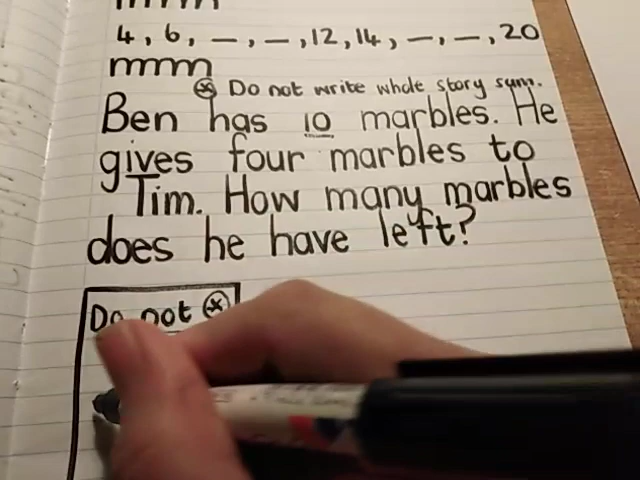 4, 6, __, __, 12, 14, __, __, 20
mmm
⊛ Do not write whole story sum.
Ben has 10 marbles. He
gives four marbles to
Tim. How many marbles
does he have left?
Do not ⊛